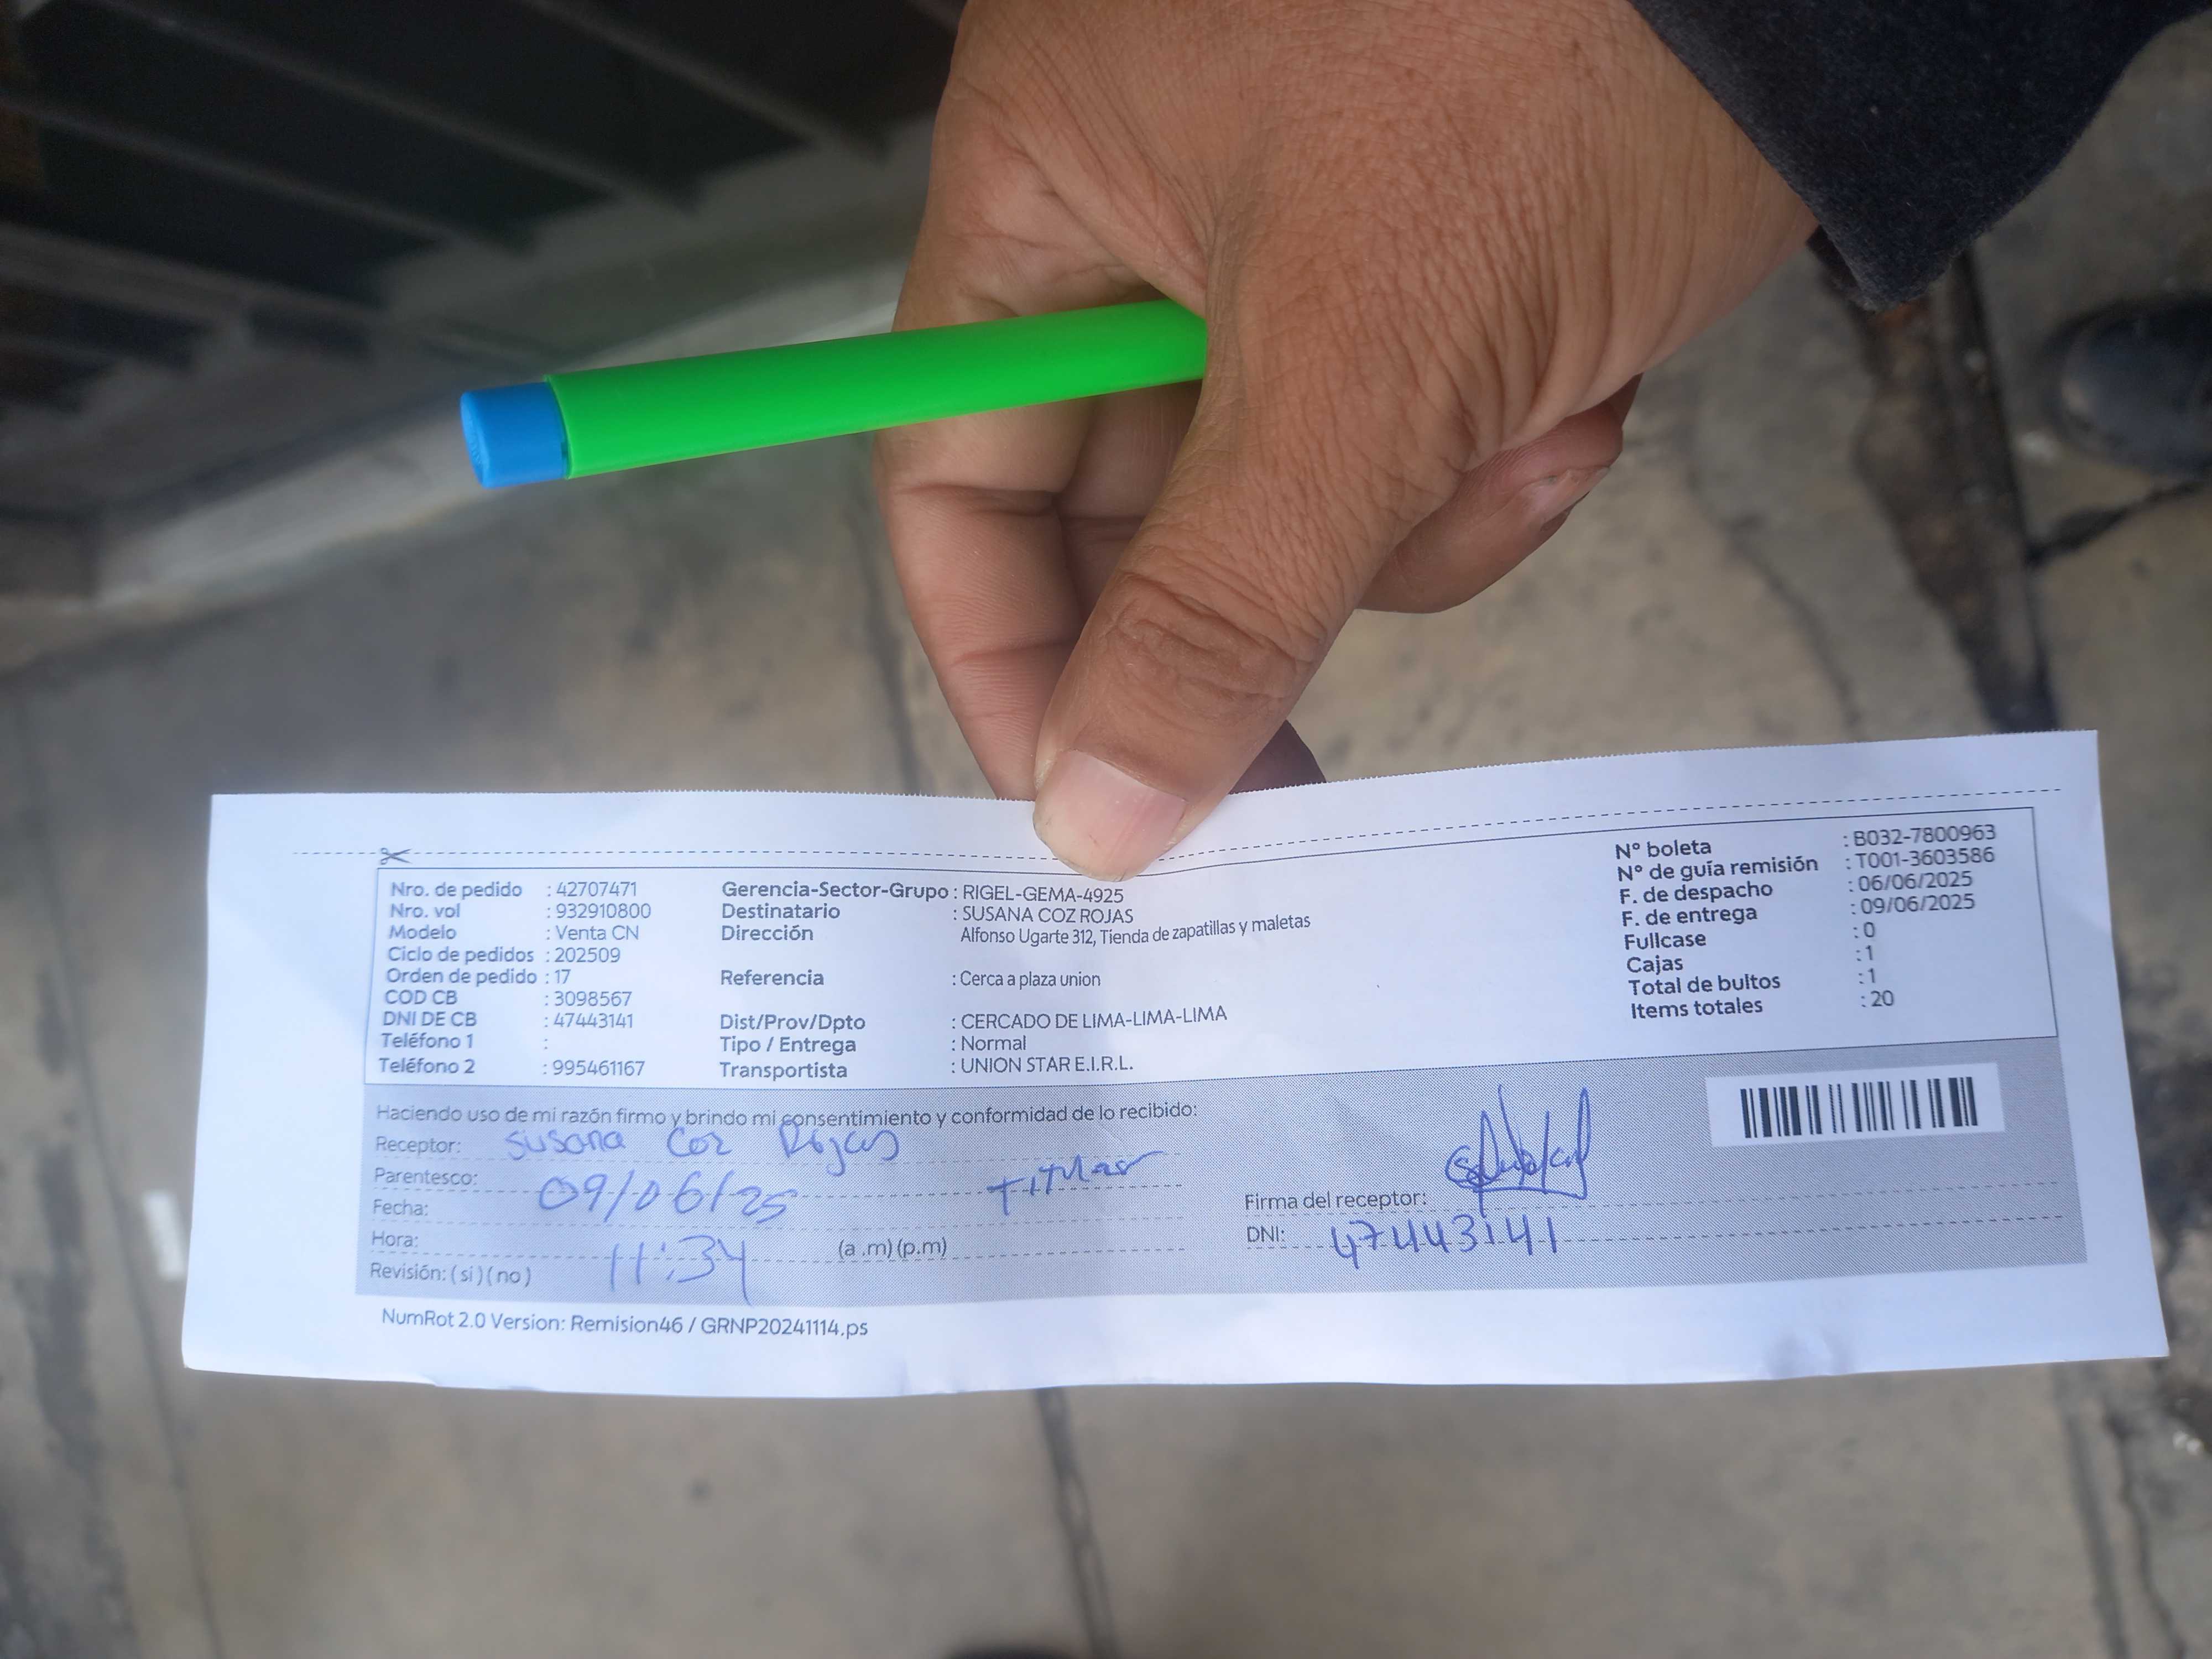 Nro. de pedido : 42707471
Nro. vol : 932910800
Modelo : Venta CN
Ciclo de pedidos : 202509
Orden de pedido : 17
COD CB : 3098567
DNI DE CB : 47443141
Teléfono 1 :
Teléfono 2 : 995461167
Gerencia-Sector-Grupo : RIGEL-GEMA-4925
Destinatario : SUSANA COZ ROJAS
Dirección Alfonso Ugarte 312, Tienda de zapatillas y maletas
Referencia : Cerca a plaza union
Dist/Prov/Dpto : CERCADO DE LIMA-LIMA-LIMA
Tipo / Entrega : Normal
Transportista : UNION STAR E.I.R.L.
N° boleta : B032-7800963
N° de guía remisión : T001-3603586
F. de despacho : 06/06/2025
F. de entrega : 09/06/2025
Fullcase : 0
Cajas : 1
Total de bultos : 1
Items totales : 20
Haciendo uso de mi razón firmo y brindo mi consentimiento y conformidad de lo recibido:
Receptor: Susana Coz Rojas
Parentesco: Titular
Fecha: 09/06/25
Hora: 11:34 (a .m) (p.m)
Revisión: ( si ) ( no )
Firma del receptor:
DNI: 47443141
NumRot 2.0 Version: Remision46 / GRNP20241114.ps